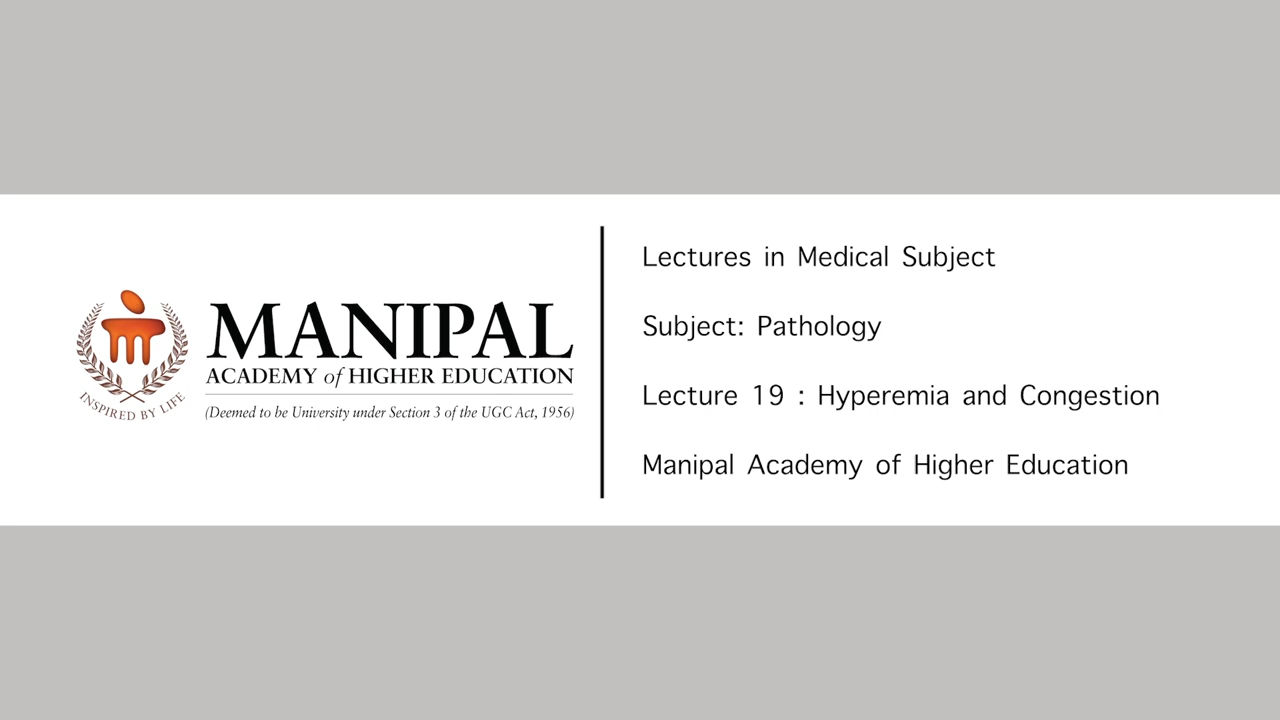 INSPIRED BY LIFE
MANIPAL
ACADEMY of HIGHER EDUCATION
(Deemed to be University under Section 3 of the UGC Act, 1956)
Lectures in Medical Subject
Subject: Pathology
Lecture 19 : Hyperemia and Congestion
Manipal Academy of Higher Education